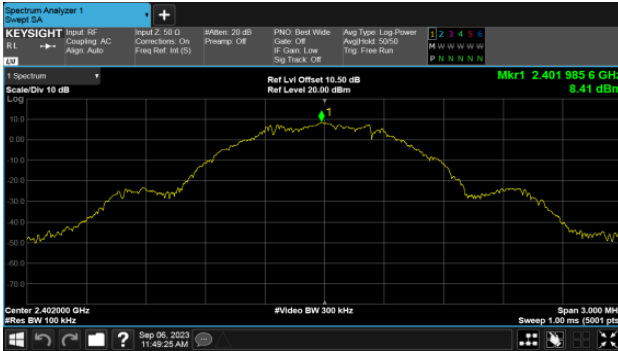 Spectrum Analyzer 1
Swept SA
KEYSIGHT
RL
LXI
Input: RF
Coupling: AC
Align: Auto
Input Z: 50 Ω
Corrections: On
Freq Ref: Int (S)
#Atten: 20 dB
Preamp: Off
PNO: Best Wide
Gate: Off
IF Gain: Low
Sig Track: Off
Avg Type: Log-Power
Avg|Hold: 50/50
Trig: Free Run
1 2 3 4 5 6
M W W W W W
P N N N N N
1 Spectrum
Scale/Div 10 dB
Log
Ref Lvl Offset 10.50 dB
Ref Level 20.00 dBm
Mkr1 2.401 985 6 GHz
8.41 dBm
1
10.0
0.00
-10.0
-20.0
-30.0
-40.0
-50.0
-60.0
Center 2.402000 GHz
#Res BW 100 kHz
#Video BW 300 kHz
Span 3.000 MH
Sweep 1.00 ms (5001 pts
?
Sep 06, 2023
11:49:25 AM